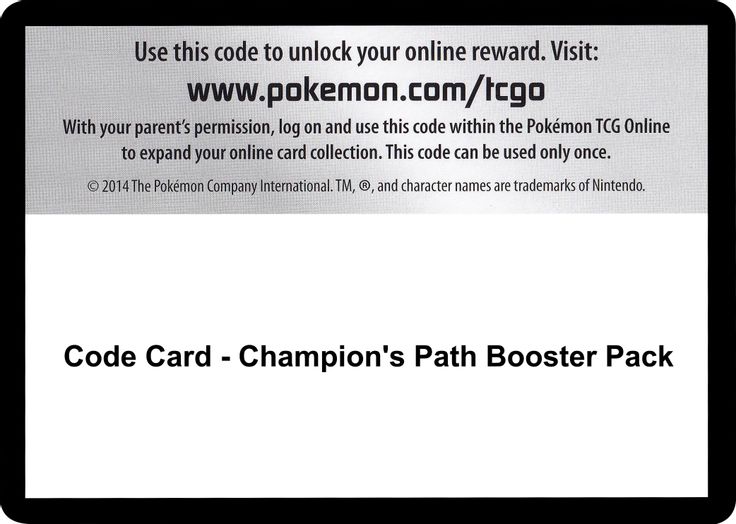 Use this code to unlock your online reward. Visit:
www.pokemon.com/tcgo
With your parent's permission, log on and use this code within the Pokémon TCG Online
to expand your online card collection. This code can be used only once.
© 2014 The Pokémon Company International. TM, ®, and character names are trademarks of Nintendo.
Code Card - Champion's Path Booster Pack